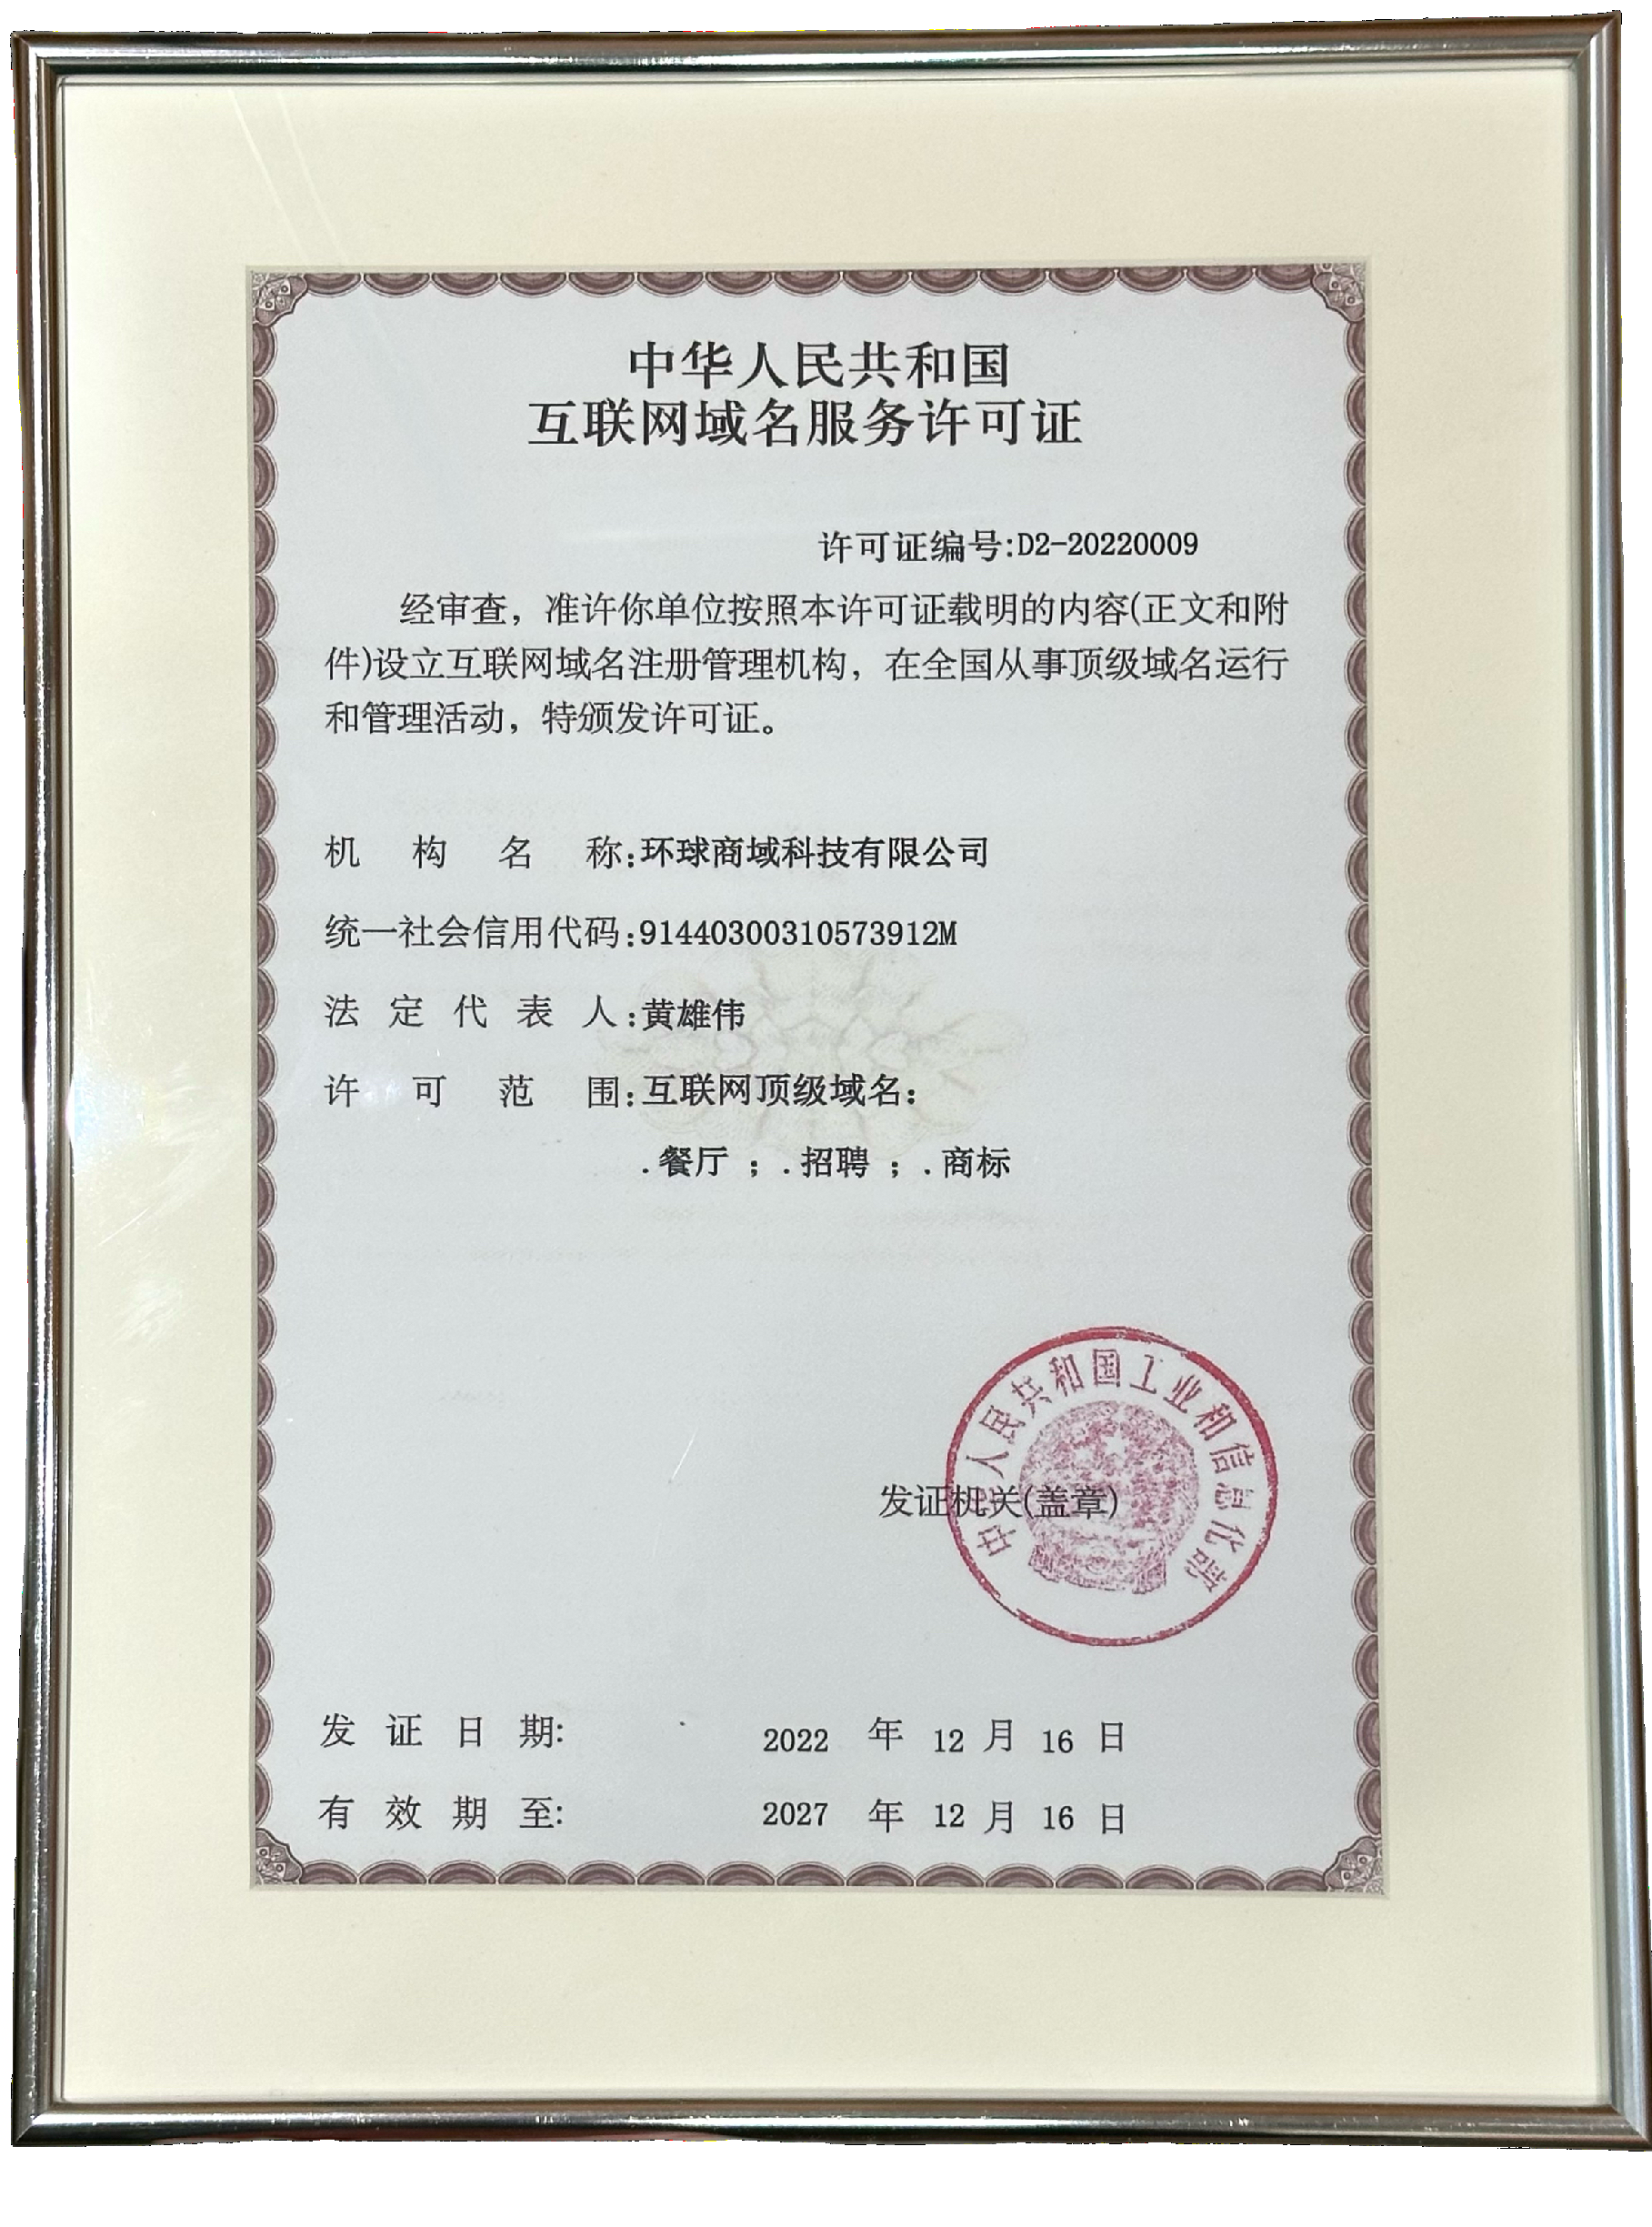 中华人民共和国
互联网域名服务许可证
许可证编号:D2-20220009
经审查，准许你单位按照本许可证载明的内容(正文和附
件)设立互联网域名注册管理机构，在全国从事顶级域名运行
和管理活动，特颁发许可证。
机构名称:环球商域科技有限公司
统一社会信用代码:91440300310573912M
法定代表人:黄雄伟
许可范围:互联网顶级域名:
.餐厅 ; .招聘 ; .商标
中华人民共和国工业和信息化部
发证机关(盖章)
发证日期: 2022 年 12 月 16 日
有效期至: 2027 年 12 月 16 日